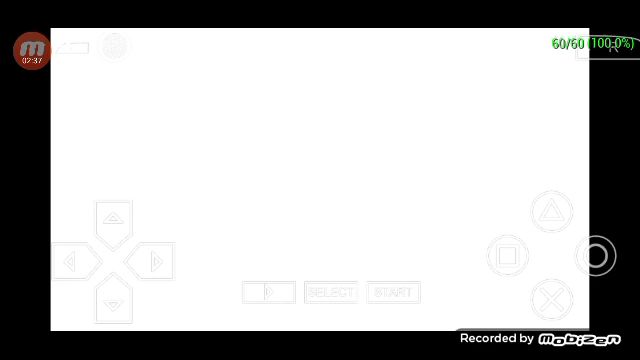 02:37
60/60 (100.0%)
R
SELECT
START
Recorded by mobizen